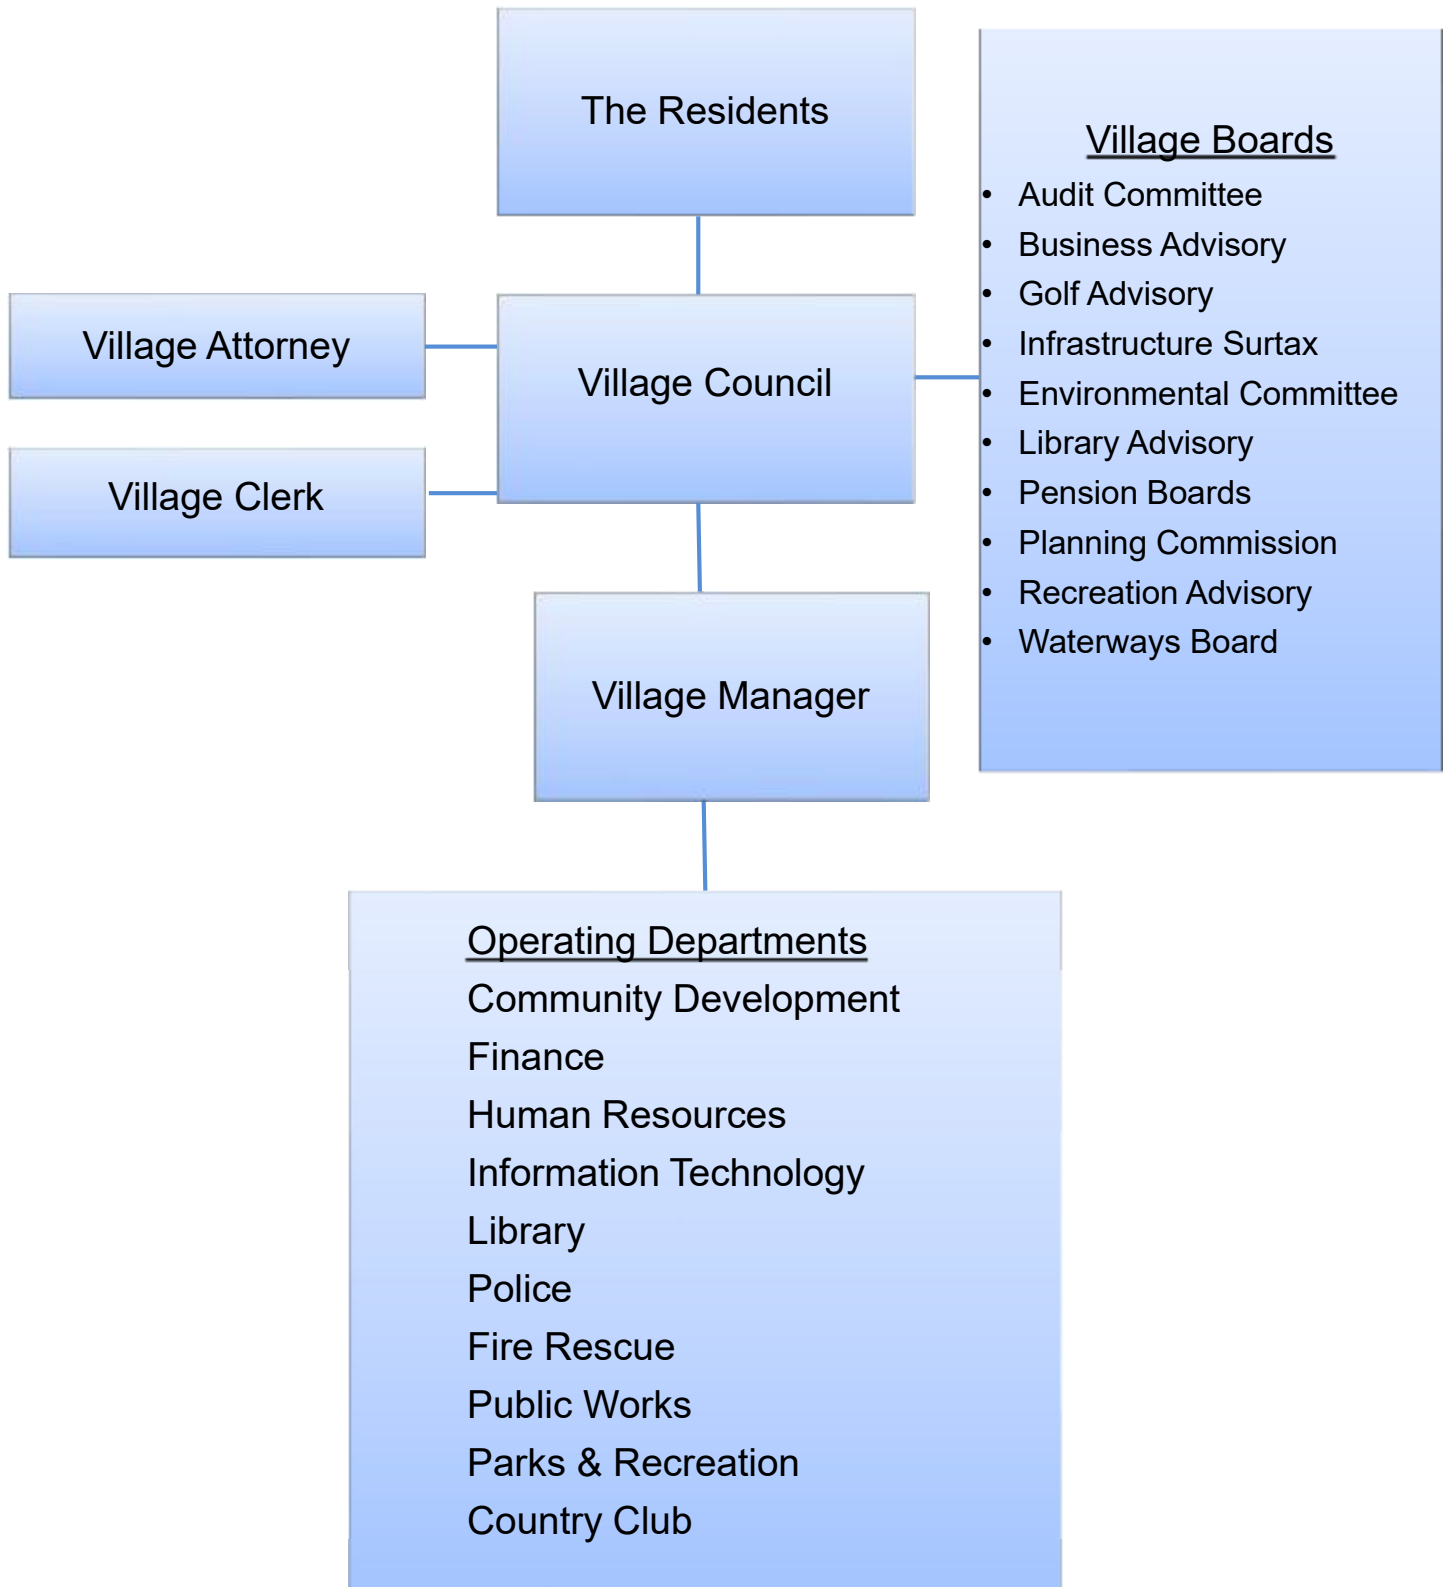 The Residents
Village Boards
• Audit Committee
• Business Advisory
• Golf Advisory
• Infrastructure Surtax
• Environmental Committee
• Library Advisory
• Pension Boards
• Planning Commission
• Recreation Advisory
• Waterways Board
Village Attorney
Village Council
Village Clerk
Village Manager
Operating Departments
Community Development
Finance
Human Resources
Information Technology
Library
Police
Fire Rescue
Public Works
Parks & Recreation
Country Club